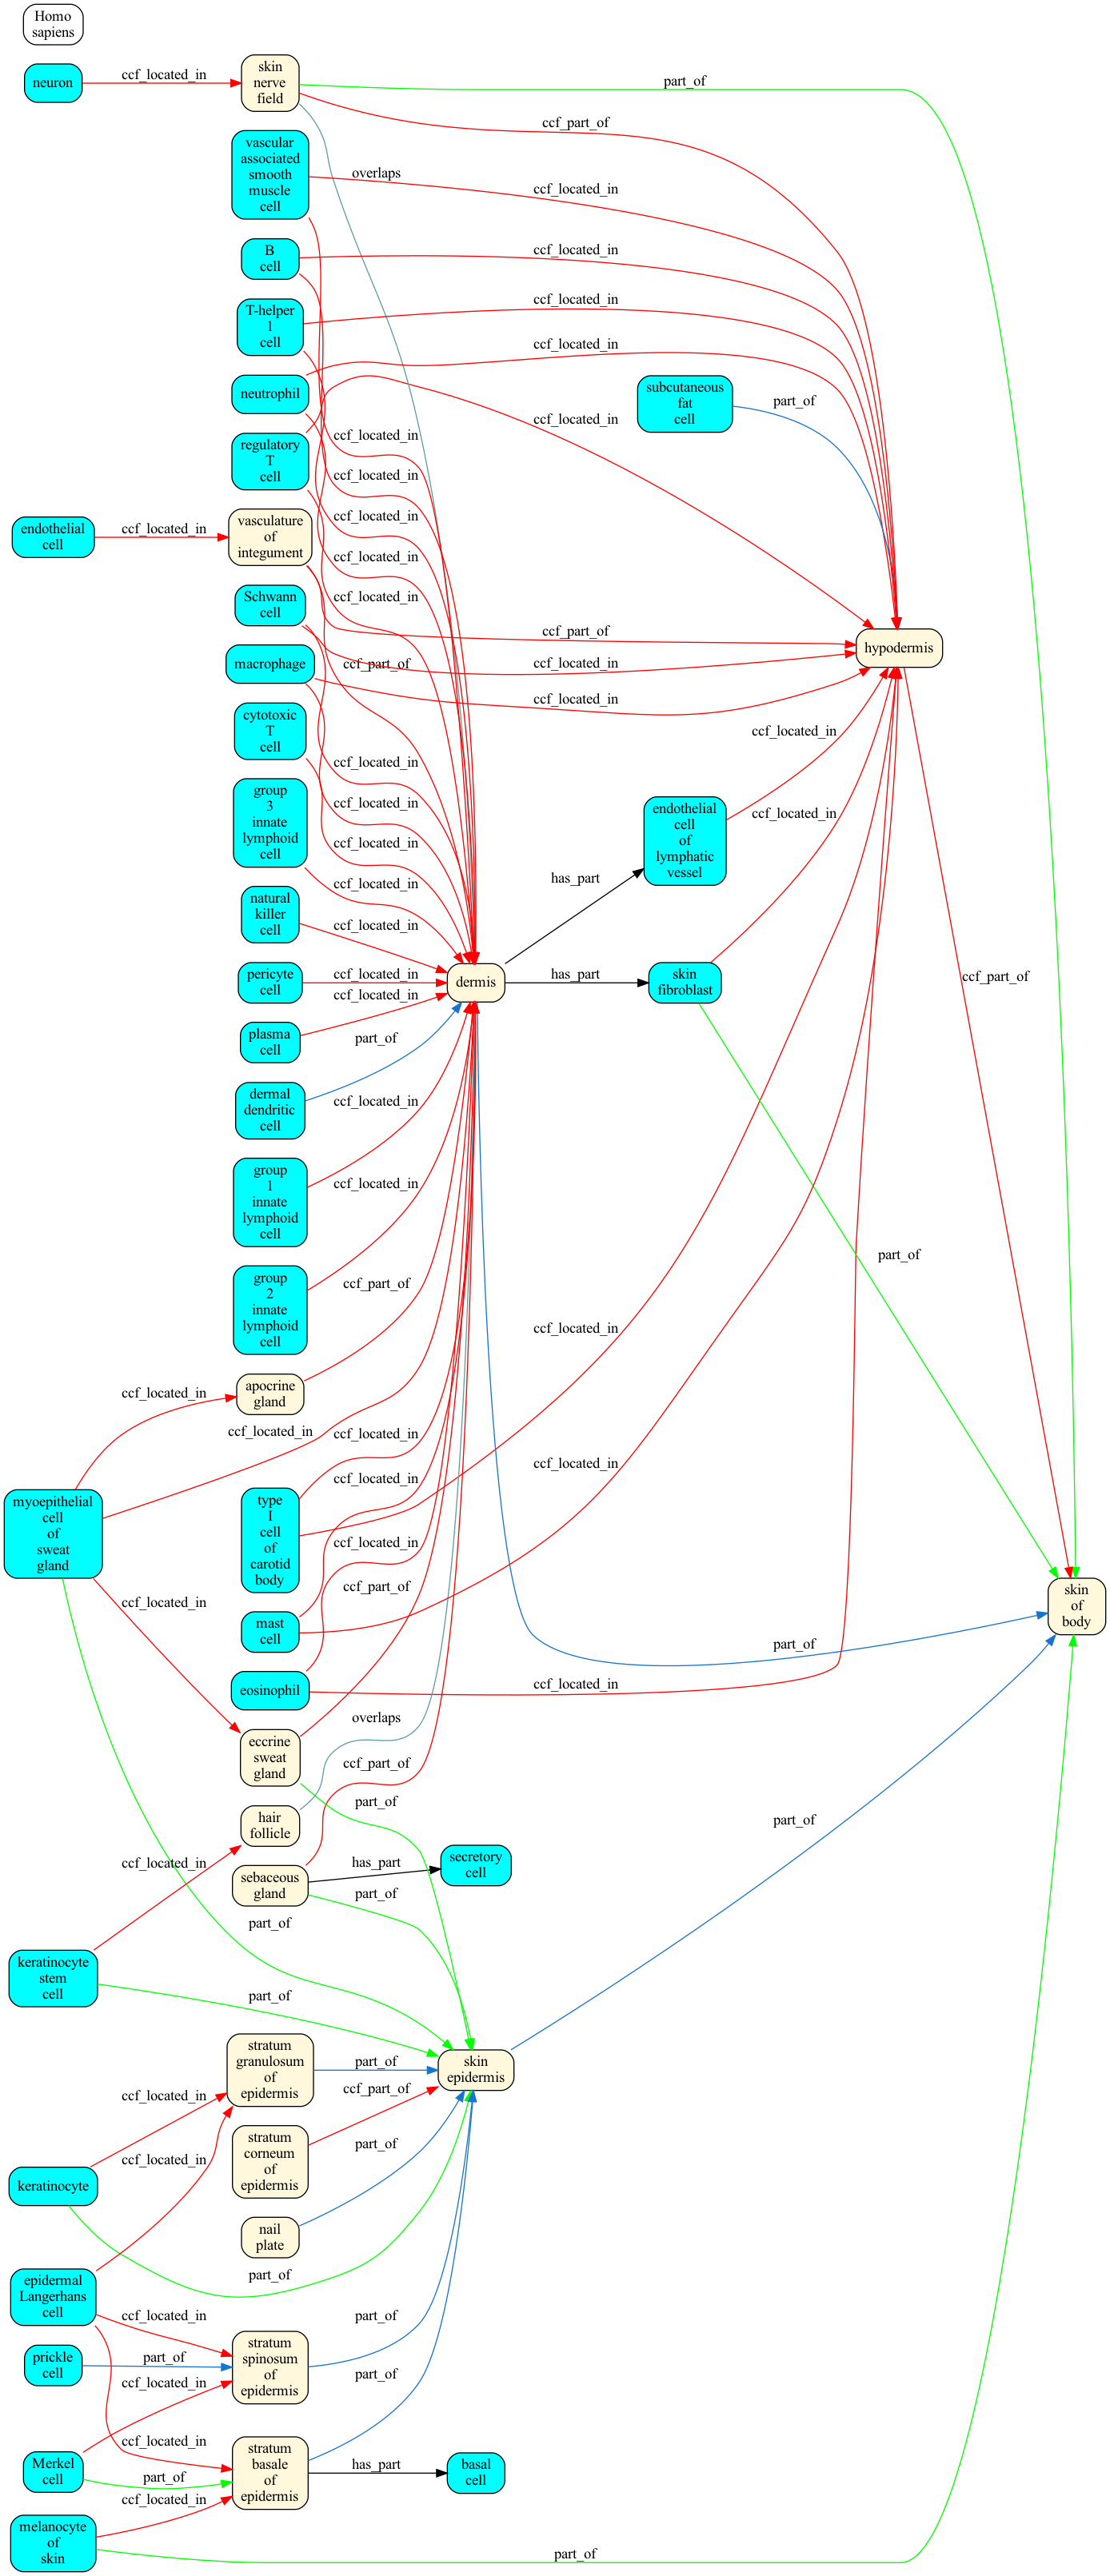 Homo
sapiens
neuron
ccf_located_in
skin
nerve
field
part_of
ccf_part_of
vascular
associated
smooth
muscle
cell
overlaps
ccf_located_in
B
cell
ccf_located_in
T-helper
1
cell
ccf_located_in
neutrophil
ccf_located_in
subcutaneous
fat
cell
part_of
regulatory
T
cell
ccf_located_in
ccf_located_in
ccf_located_in
ccf_located_in
ccf_located_in
ccf_located_in
endothelial
cell
ccf_located_in
vasculature
of
integument
Schwann
cell
ccf_part_of
hypodermis
macrophage
ccf_part_of
ccf_located_in
ccf_located_in
cytotoxic
T
cell
ccf_located_in
ccf_located_in
group
3
innate
lymphoid
cell
ccf_located_in
ccf_located_in
ccf_located_in
endothelial
cell
of
lymphatic
vessel
ccf_located_in
has_part
natural
killer
cell
ccf_located_in
pericyte
cell
ccf_located_in
dermis
has_part
skin
fibroblast
ccf_part_of
plasma
cell
ccf_located_in
part_of
dermal
dendritic
cell
ccf_located_in
group
1
innate
lymphoid
cell
ccf_located_in
part_of
group
2
innate
lymphoid
cell
ccf_part_of
ccf_located_in
apocrine
gland
ccf_located_in
ccf_located_in
ccf_located_in
myoepithelial
cell
of
sweat
gland
type
I
cell
of
carotid
body
ccf_located_in
ccf_located_in
ccf_located_in
ccf_located_in
mast
cell
ccf_part_of
skin
of
body
part_of
eosinophil
ccf_located_in
eccrine
sweat
gland
overlaps
ccf_part_of
part_of
hair
follicle
part_of
ccf_located_in
sebaceous
gland
has_part
secretory
cell
part_of
part_of
keratinocyte
stem
cell
part_of
stratum
granulosum
of
epidermis
part_of
skin
epidermis
ccf_located_in
ccf_part_of
stratum
corneum
of
epidermis
ccf_located_in
part_of
keratinocyte
nail
plate
part_of
epidermal
Langerhans
cell
ccf_located_in
part_of
prickle
cell
part_of
stratum
spinosum
of
epidermis
ccf_located_in
part_of
ccf_located_in
Merkel
cell
part_of
stratum
basale
of
epidermis
has_part
basal
cell
ccf_located_in
melanocyte
of
skin
part_of